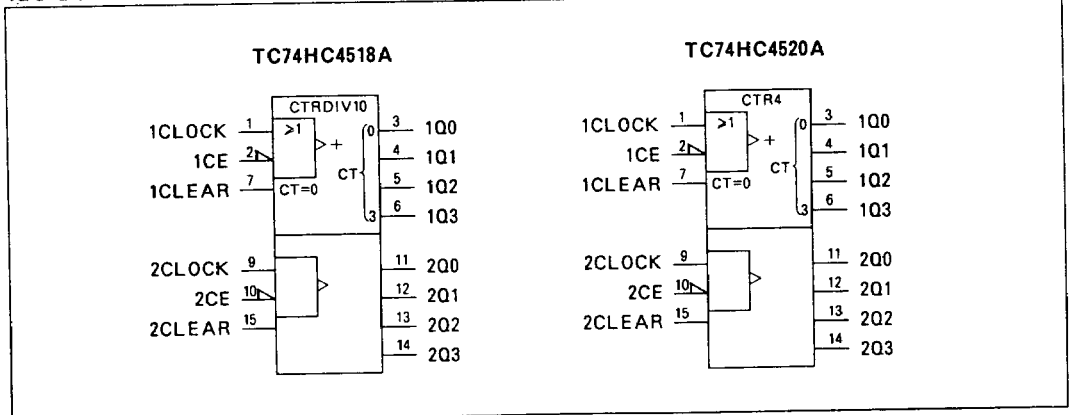 TC74HC4518A
CTRDIV10
1CLOCK 1 ≥1 + 0 3 1Q0
1CE 2 CT 4 1Q1
1CLEAR 7 CT=0 5 1Q2
3 6 1Q3
2CLOCK 9 11 2Q0
2CE 10 12 2Q1
2CLEAR 15 13 2Q2
14 2Q3
TC74HC4520A
CTR4
1CLOCK 1 ≥1 + 0 3 1Q0
1CE 2 CT 4 1Q1
1CLEAR 7 CT=0 5 1Q2
3 6 1Q3
2CLOCK 9 11 2Q0
2CE 10 12 2Q1
2CLEAR 15 13 2Q2
14 2Q3